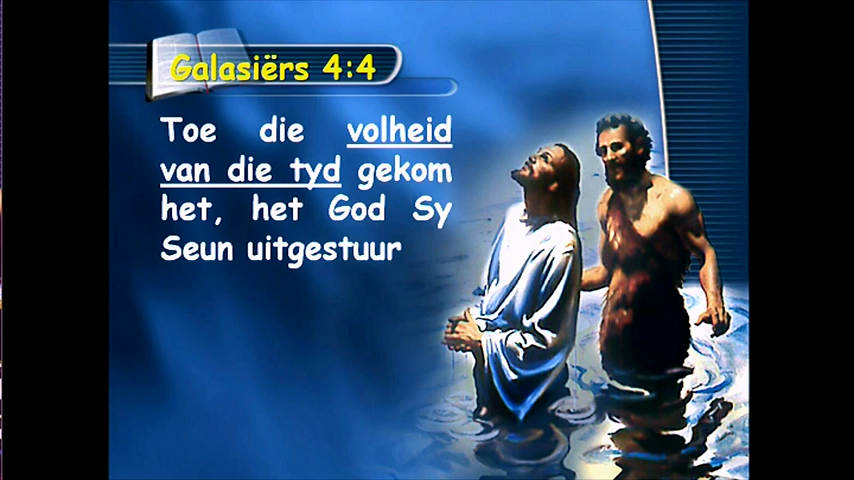 Galasiërs 4:4
Toe die volheid
van die tyd gekom
het, het God Sy
Seun uitgestuur